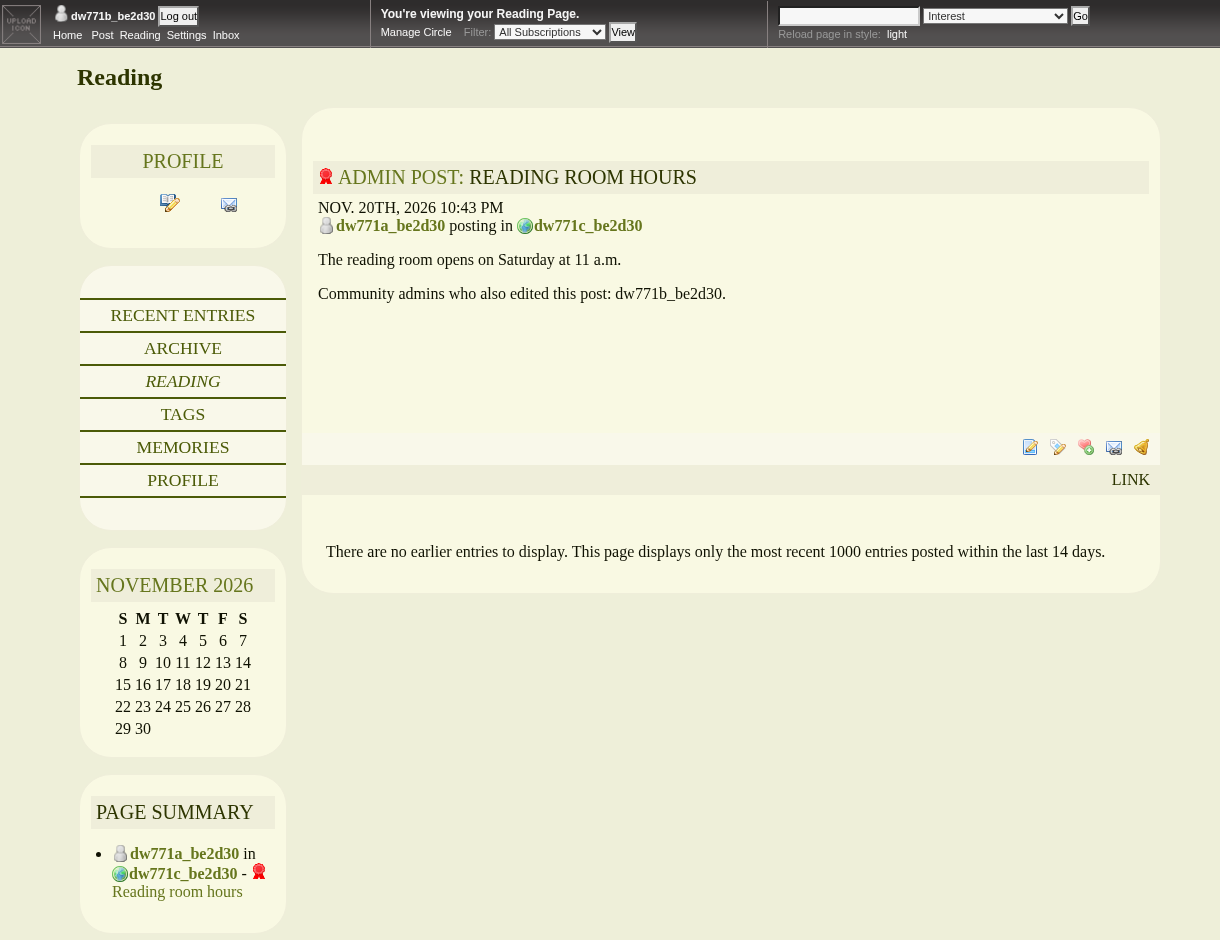 UPLOAD
ICON
dw771b_be2d30 Log out
Home Post Reading Settings Inbox
You're viewing your Reading Page.
Manage Circle Filter: All Subscriptions View
Interest Go
Reload page in style: light
Reading
PROFILE
RECENT ENTRIES
ARCHIVE
READING
TAGS
MEMORIES
PROFILE
NOVEMBER 2026
S M T W T F S
1 2 3 4 5 6 7
8 9 10 11 12 13 14
15 16 17 18 19 20 21
22 23 24 25 26 27 28
29 30
PAGE SUMMARY
dw771a_be2d30 in
dw771c_be2d30 -
Reading room hours
ADMIN POST: READING ROOM HOURS
NOV. 20TH, 2026 10:43 PM
dw771a_be2d30 posting in dw771c_be2d30
The reading room opens on Saturday at 11 a.m.
Community admins who also edited this post: dw771b_be2d30.
LINK
There are no earlier entries to display. This page displays only the most recent 1000 entries posted within the last 14 days.